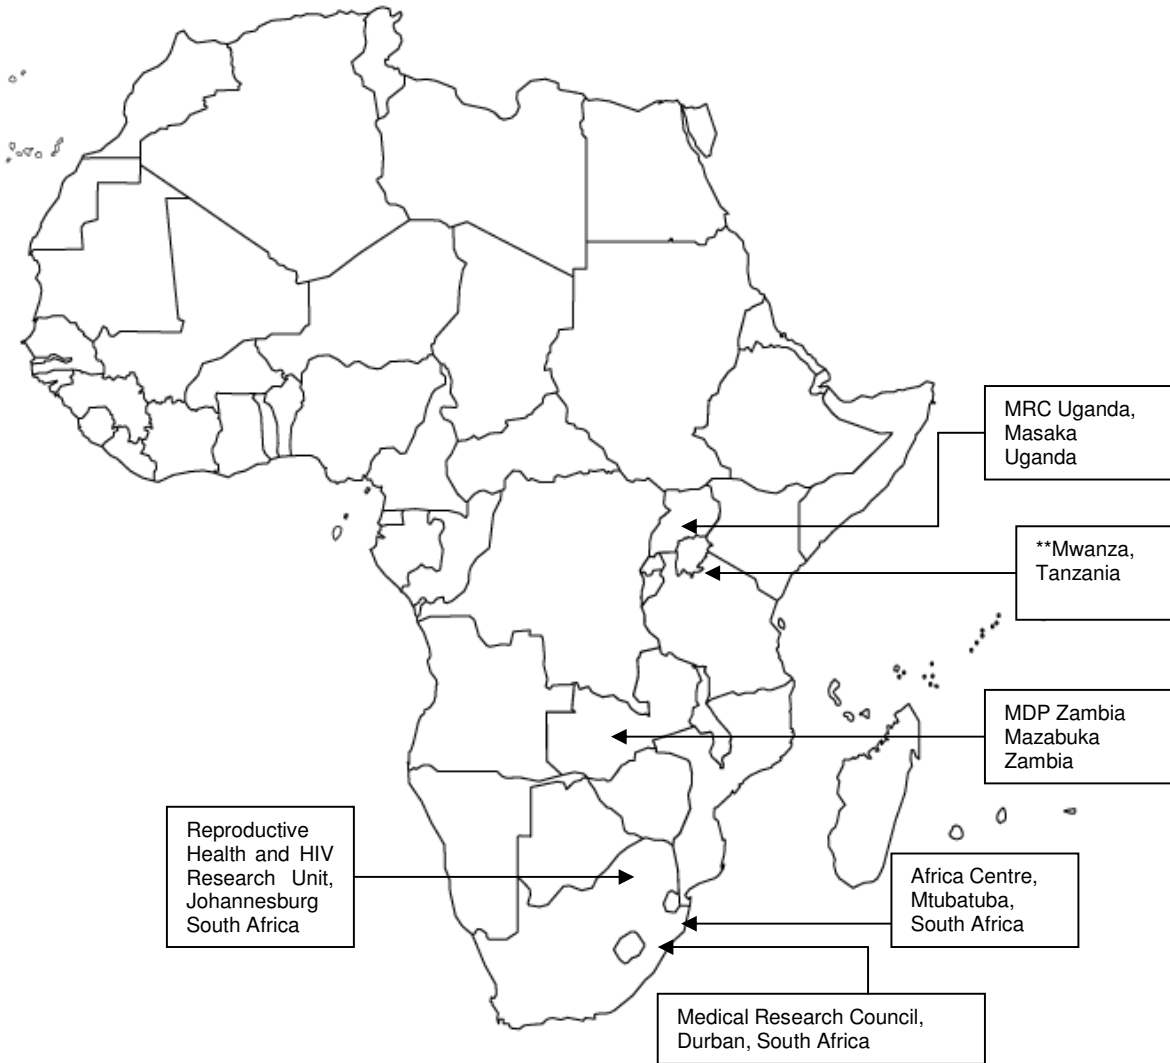 MRC Uganda,
Masaka
Uganda
**Mwanza,
Tanzania
MDP Zambia
Mazabuka
Zambia
Reproductive
Health and HIV
Research Unit,
Johannesburg
South Africa
Africa Centre,
Mtubatuba,
South Africa
Medical Research Council,
Durban, South Africa